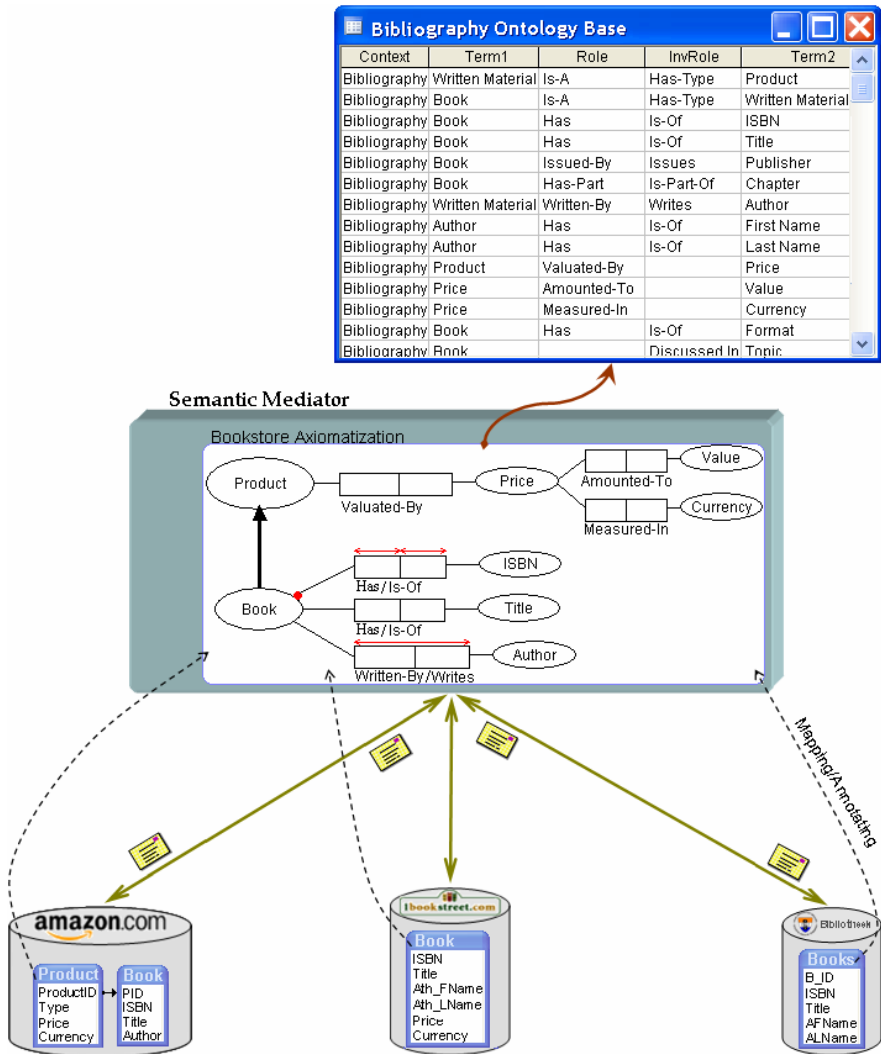 Bibliography Ontology Base
Context Term1 Role InvRole Term2
Bibliography Written Material Is-A Has-Type Product
Bibliography Book Is-A Has-Type Written Material
Bibliography Book Has Is-Of ISBN
Bibliography Book Has Is-Of Title
Bibliography Book Issued-By Issues Publisher
Bibliography Book Has-Part Is-Part-Of Chapter
Bibliography Written Material Written-By Writes Author
Bibliography Author Has Is-Of First Name
Bibliography Author Has Is-Of Last Name
Bibliography Product Valuated-By Price
Bibliography Price Amounted-To Value
Bibliography Price Measured-In Currency
Bibliography Book Has Is-Of Format
Bibliography Book Discussed In Topic
Semantic Mediator
Bookstore Axiomatization
Product
Valuated-By
Price
Amounted-To
Value
Measured-In
Currency
Book
Has/Is-Of
ISBN
Has/Is-Of
Title
Written-By/Writes
Author
Mapping/Annotating
amazon.com
Product
ProductID
Type
Price
Currency
Book
PID
ISBN
Title
Author
1bookstreet.com
Book
ISBN
Title
Ath_FName
Ath_LName
Price
Currency
Bibliotheek
Books
B_ID
ISBN
Title
AFName
ALName